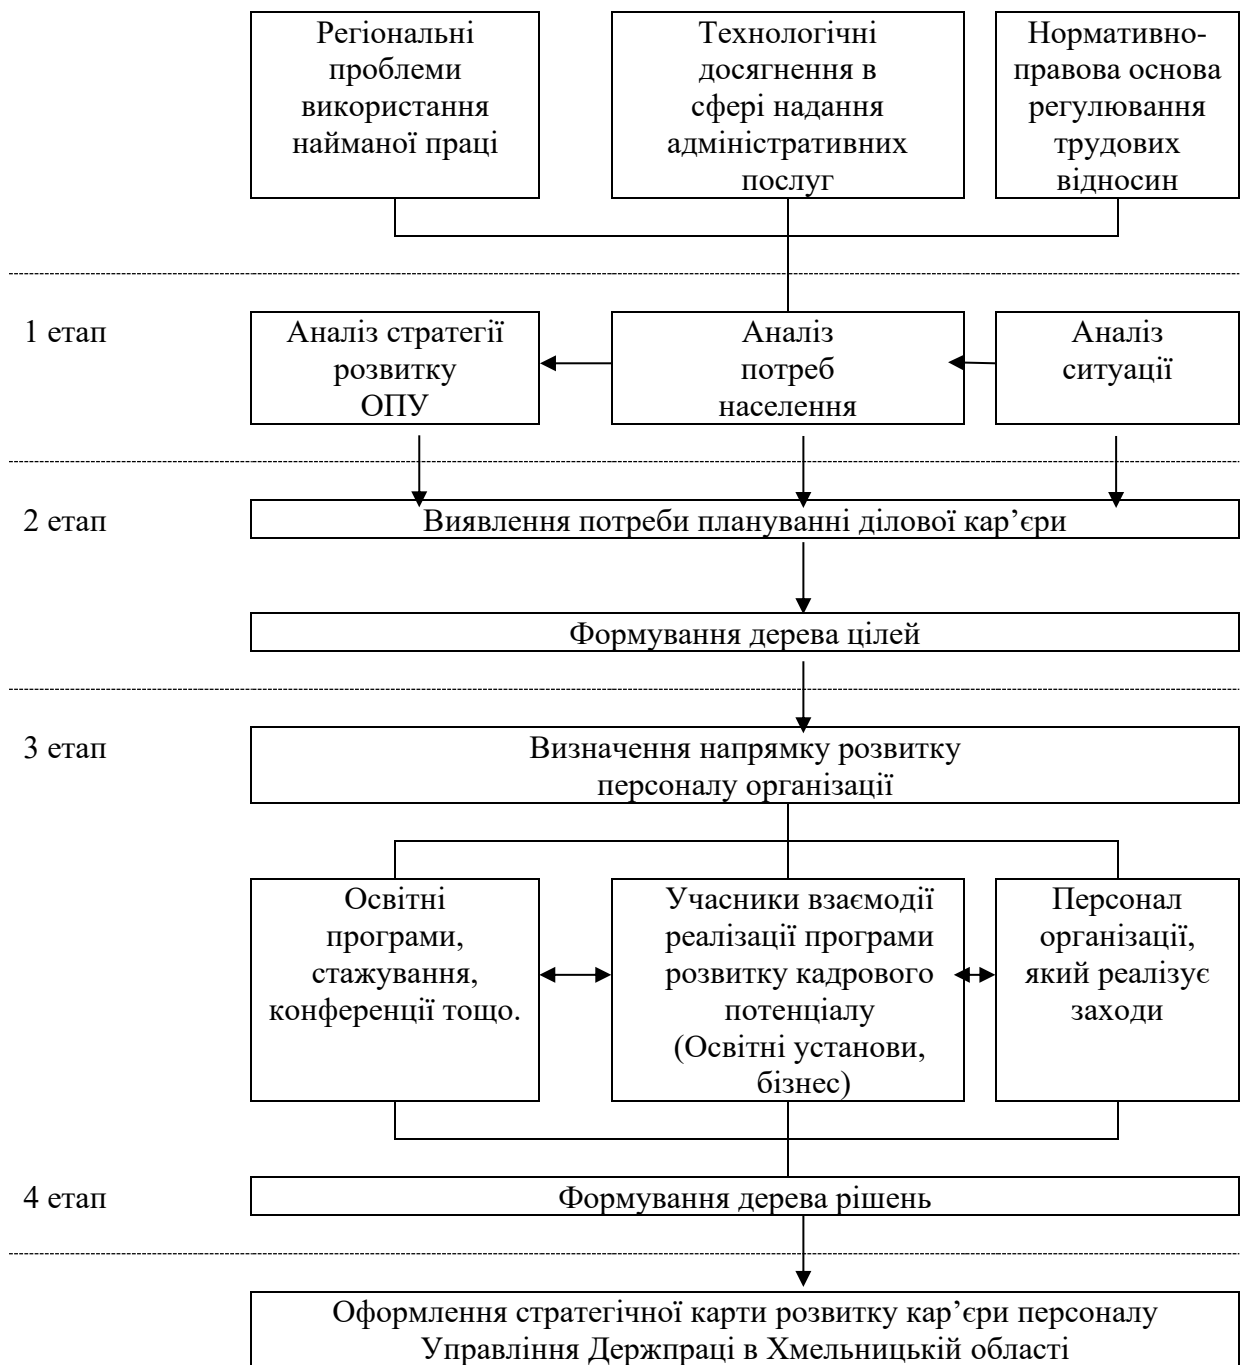 Регіональні
проблеми
використання
найманої праці
Технологічні
досягнення в
сфері надання
адміністративних
послуг
Нормативно-
правова основа
регулювання
трудових
відносин
1 етап
Аналіз стратегії
розвитку
ОПУ
Аналіз
потреб
населення
Аналіз
ситуації
2 етап
Виявлення потреби плануванні ділової кар’єри
Формування дерева цілей
3 етап
Визначення напрямку розвитку
персоналу організації
Освітні
програми,
стажування,
конференції тощо.
Учасники взаємодії
реалізації програми
розвитку кадрового
потенціалу
(Освітні установи,
бізнес)
Персонал
організації,
який реалізує
заходи
4 етап
Формування дерева рішень
Оформлення стратегічної карти розвитку кар’єри персоналу
Управління Держпраці в Хмельницькій області